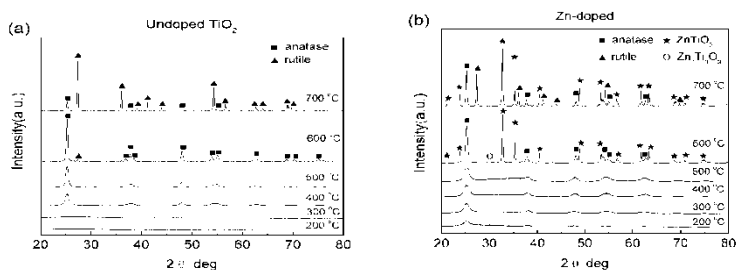 (a)
Undoped TiO2
■ anatase
▲ rutile
700 °C
600 °C
500 °C
400 °C
300 °C
200 °C
Intensity(a.u.)
20 30 40 50 60 70 80
2 θ deg
(b)
Zn-doped
■ anatase ★ ZnTiO3
▲ rutile
700 °C
600 °C
500 °C
400 °C
300 °C
200 °C
Intensity(a.u.)
20 30 40 50 60 70 80
2 θ deg